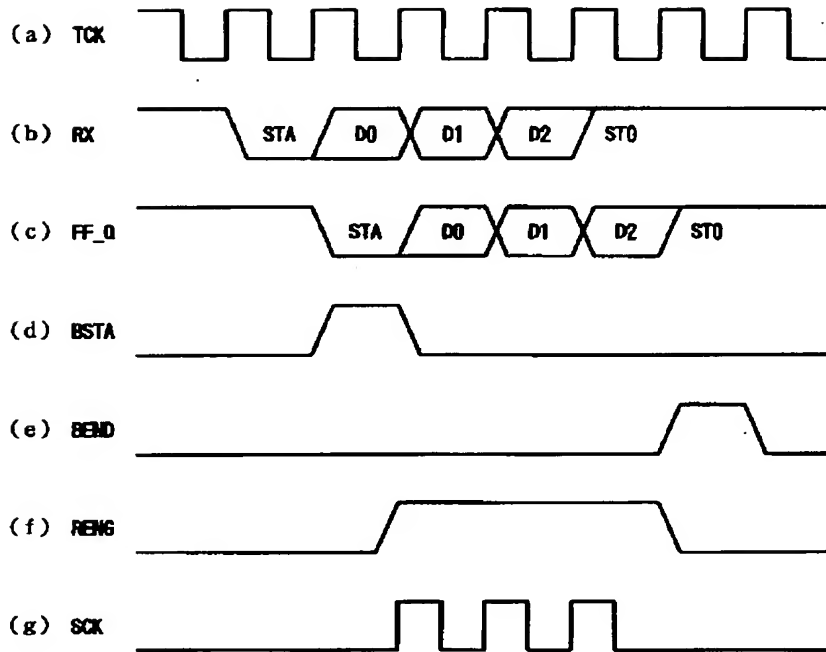 (a) TCK
(b) RX STA D0 D1 D2 STO
(c) FF_Q STA D0 D1 D2 STO
(d) BSTA
(e) BEND
(f) RENG
(g) SCK